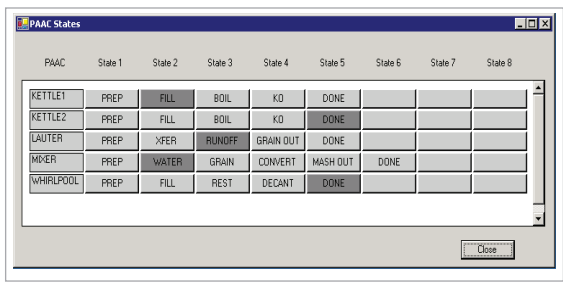 PAAC States
PAAC State 1 State 2 State 3 State 4 State 5 State 6 State 7 State 8
KETTLE1 PREP FILL BOIL KO DONE
KETTLE2 PREP FILL BOIL KO DONE
LAUTER PREP XFER RUNOFF GRAIN OUT DONE
MIXER PREP WATER GRAIN CONVERT MASH OUT DONE
WHIRLPOOL PREP FILL REST DECANT DONE
Close